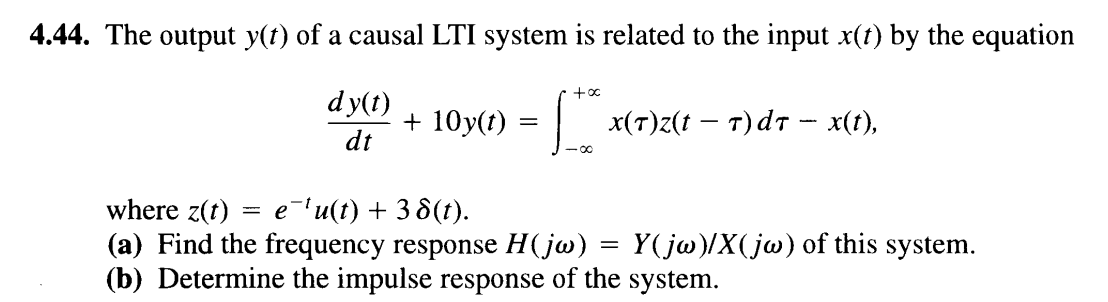 4.44. The output y(t) of a causal LTI system is related to the input x(t) by the equation
dy(t)/dt + 10y(t) = ∫_{-∞}^{+∞} x(τ)z(t − τ) dτ − x(t),
where z(t) = e^{-t}u(t) + 3 δ(t).
(a) Find the frequency response H(jω) = Y(jω)/X(jω) of this system.
(b) Determine the impulse response of the system.